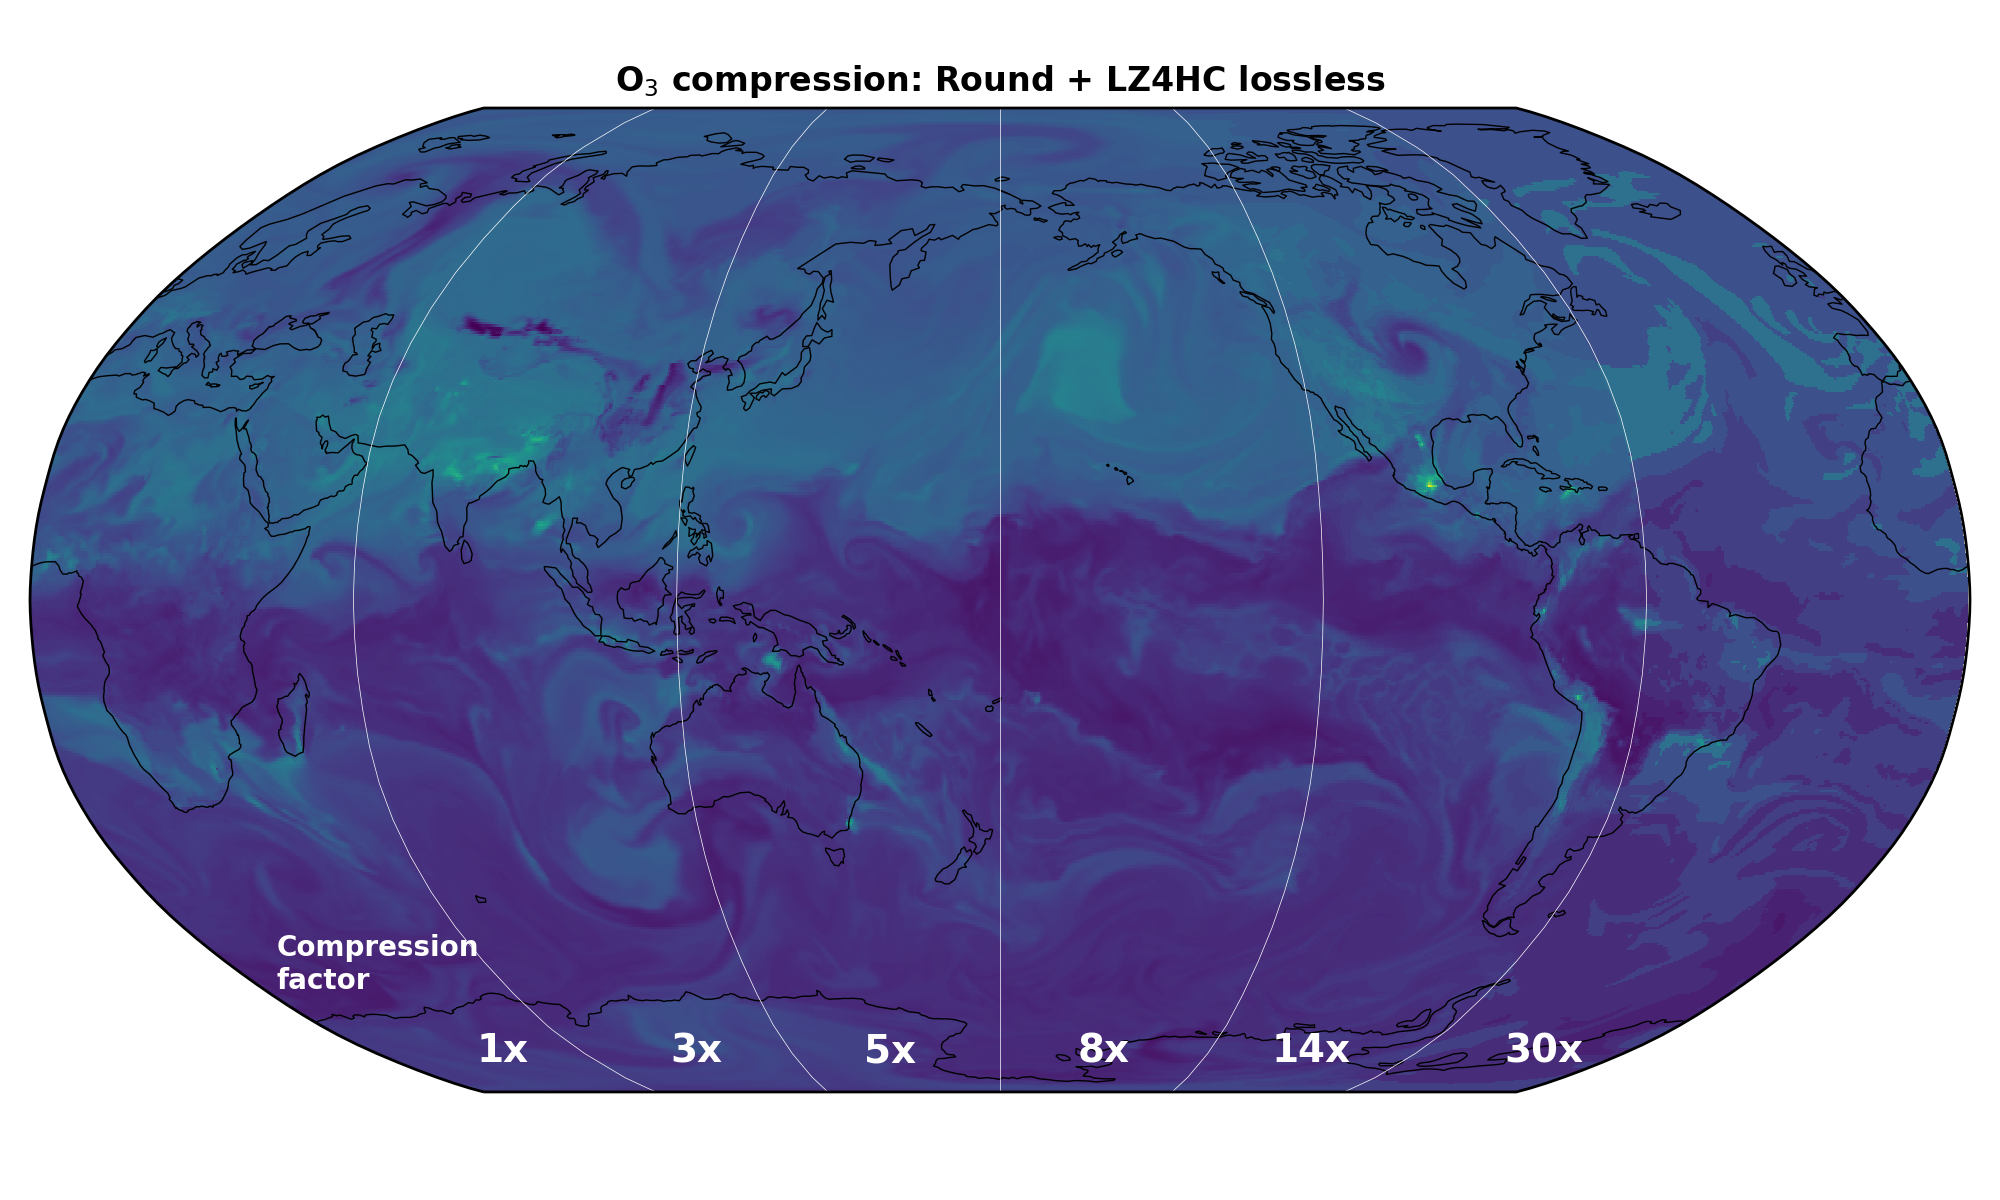 O₃ compression: Round + LZ4HC lossless
Compression
factor
1x 3x 5x 8x 14x 30x